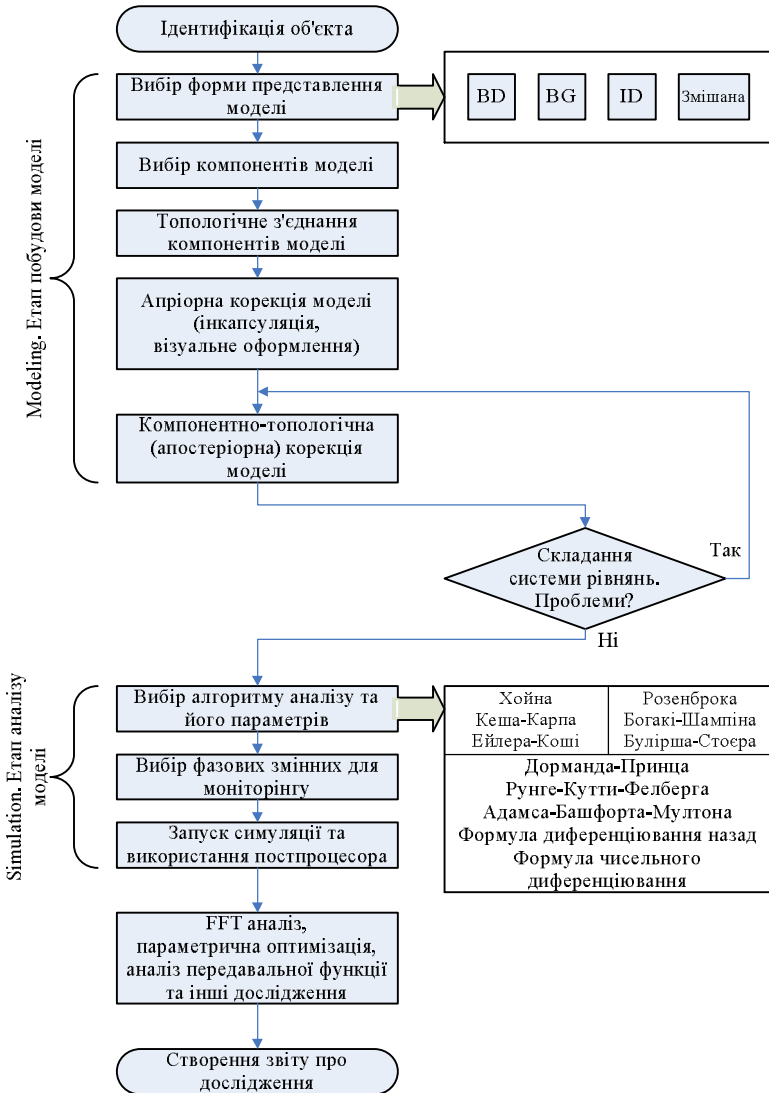 Ідентифікація об'єкта
Вибір форми представлення
моделі
BD
BG
ID
Змішана
Вибір компонентів моделі
Топологічне з'єднання
компонентів моделі
Апріорна корекція моделі
(інкапсуляція,
візуальне оформлення)
Компонентно-топологічна
(апостеріорна) корекція
моделі
Modeling. Етап побудови моделі
Складання
системи рівнянь.
Проблеми?
Так
Ні
Simulation. Етап аналізу
моделі
Вибір алгоритму аналізу та
його параметрів
Вибір фазових змінних для
моніторінгу
Запуск симуляції та
використання постпроцесора
Хойна
Кеша-Карпа
Ейлера-Коші
Розенброка
Богакі-Шампіна
Булірша-Стоєра
Дорманда-Принца
Рунге-Кутти-Фелберга
Адамса-Башфорта-Мултона
Формула диференціювання назад
Формула чисельного
диференціювання
FFT аналіз,
параметрична оптимізація,
аналіз передавальної функції
та інші дослідження
Створення звіту про
дослідження